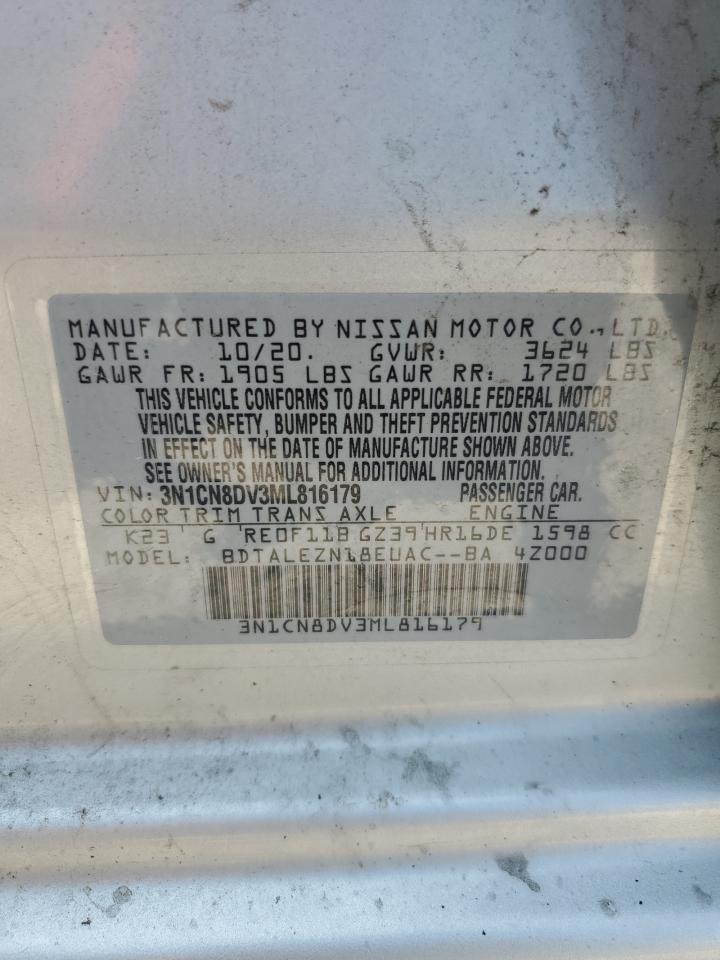 MANUFACTURED BY NISSAN MOTOR CO., LTD.
DATE: 10/20. GVWR: 3624 LBS
GAWR FR: 1905 LBS GAWR RR: 1720 LBS
THIS VEHICLE CONFORMS TO ALL APPLICABLE FEDERAL MOTOR
VEHICLE SAFETY, BUMPER AND THEFT PREVENTION STANDARDS
IN EFFECT ON THE DATE OF MANUFACTURE SHOWN ABOVE.
SEE OWNER'S MANUAL FOR ADDITIONAL INFORMATION.
VIN: 3N1CN8DV3ML816179 PASSENGER CAR.
COLOR TRIM TRANS AXLE ENGINE
K23 G RE0F11B GZ39 HR16DE 1598 CC
MODEL: BDTALEZN18EUAC--BA 4Z000
3N1CN8DV3ML816179